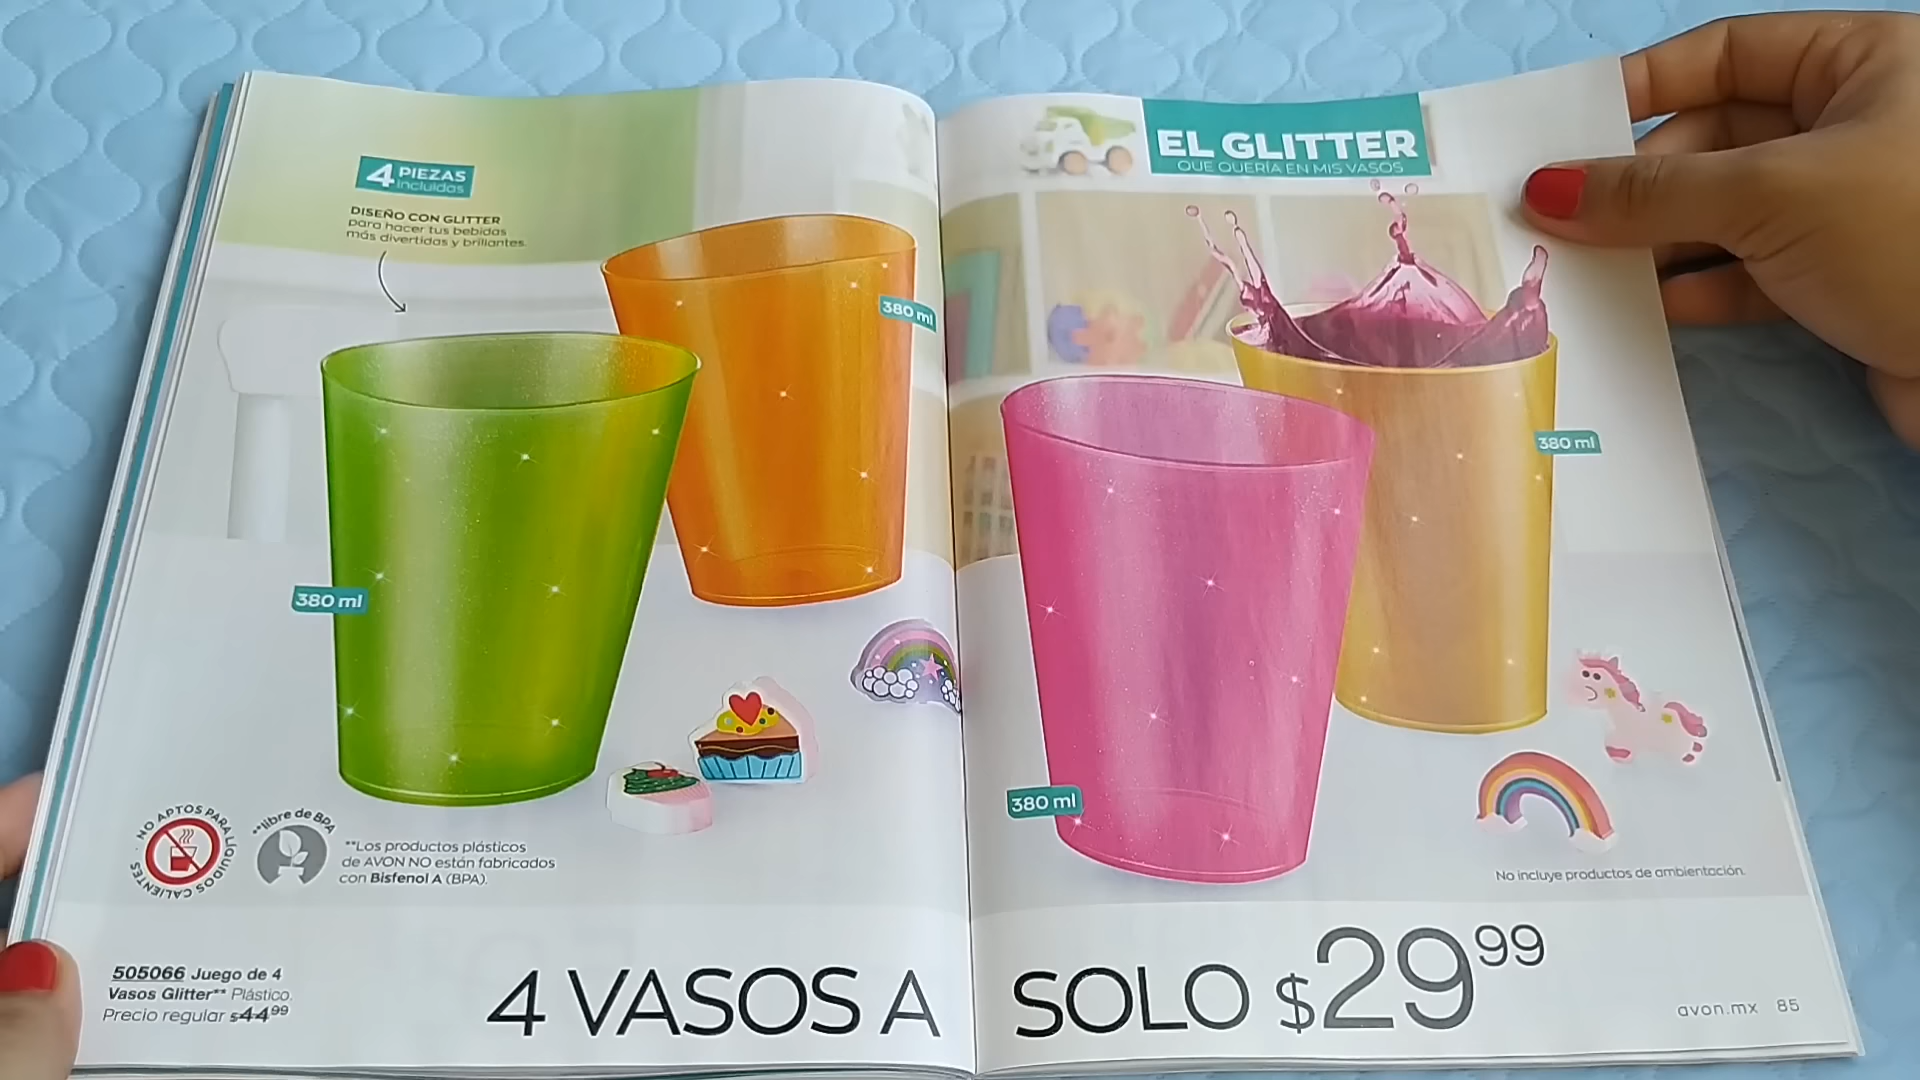 4 PIEZAS
incluidas
DISEÑO CON GLITTER
para hacer tus bebidas
más divertidas y brillantes.
380 ml
380 ml
NO APTOS PARA LÍQUIDOS CALIENTES
**libre de BPA
**Los productos plásticos
de AVON NO están fabricados
con Bisfenol A (BPA).
505066 Juego de 4
Vasos Glitter** Plástico.
Precio regular $44.99
4 VASOS A
EL GLITTER
QUE QUERÍA EN MIS VASOS
380 ml
380 ml
No incluye productos de ambientación.
SOLO $29 99
avon.mx 85